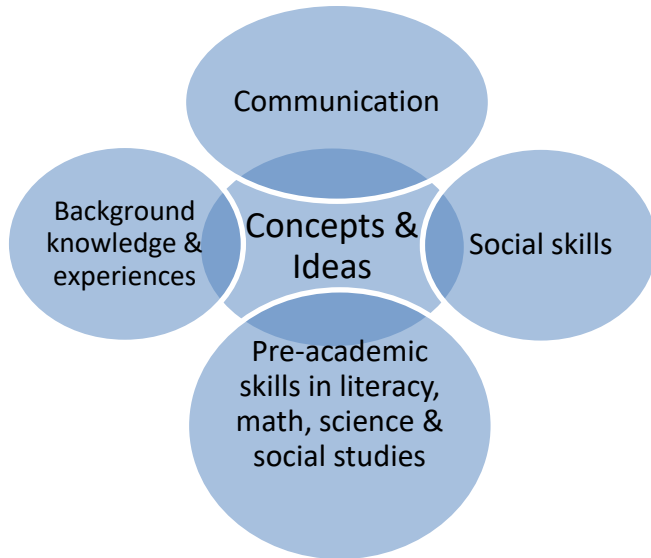 Communication
Background
knowledge &
experiences
Concepts &
Ideas
Social skills
Pre-academic
skills in literacy,
math, science &
social studies